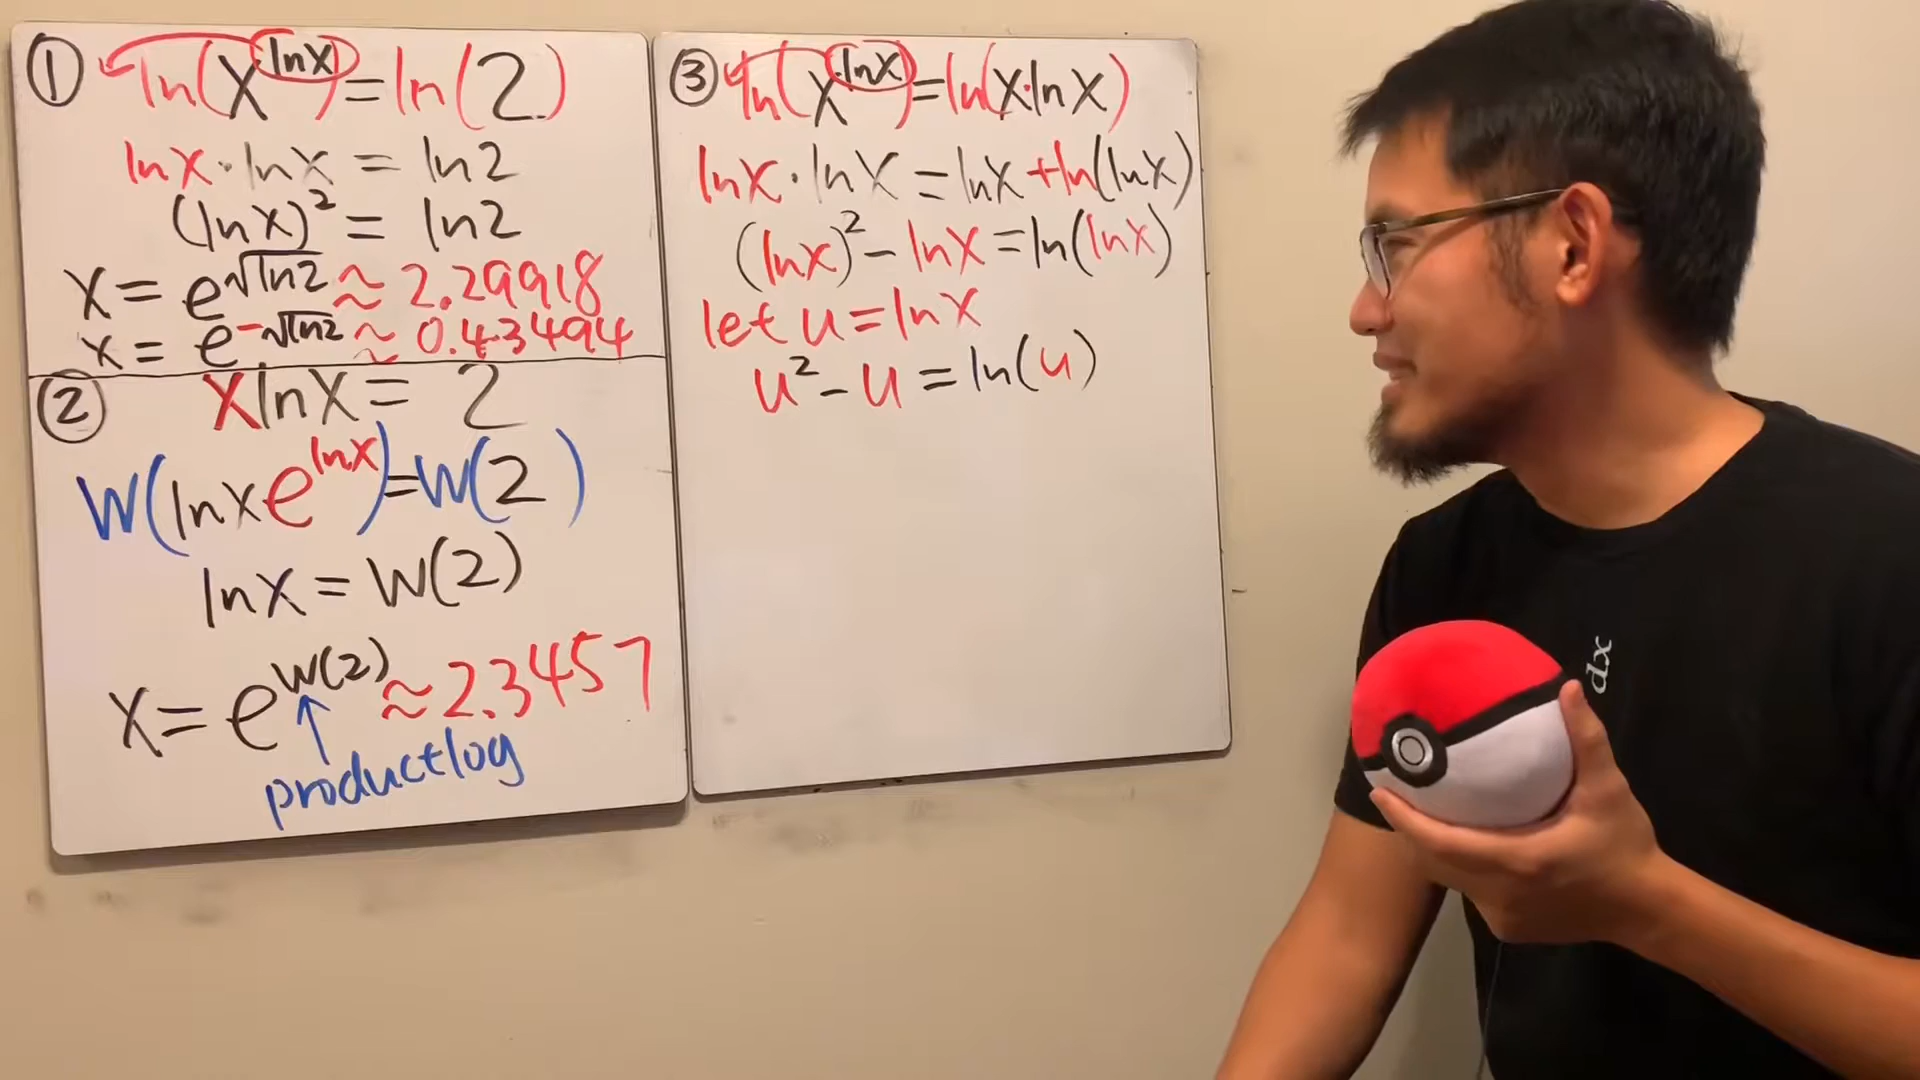 ① ln(x^(lnx)) = ln(2)
lnx · lnx = ln2
(lnx)² = ln2
x = e^√ln2 ≈ 2.29918
x = e^-√ln2 ≈ 0.43494
② xlnx = 2
W(lnxe^lnx) = W(2)
lnx = W(2)
x = e^W(2) ≈ 2.3457
↑
productlog
③ ln(x^(lnx)) = ln(x·lnx)
lnx · lnx = lnx + ln(lnx)
(lnx)² - lnx = ln(lnx)
let u = lnx
u² - u = ln(u)
dx